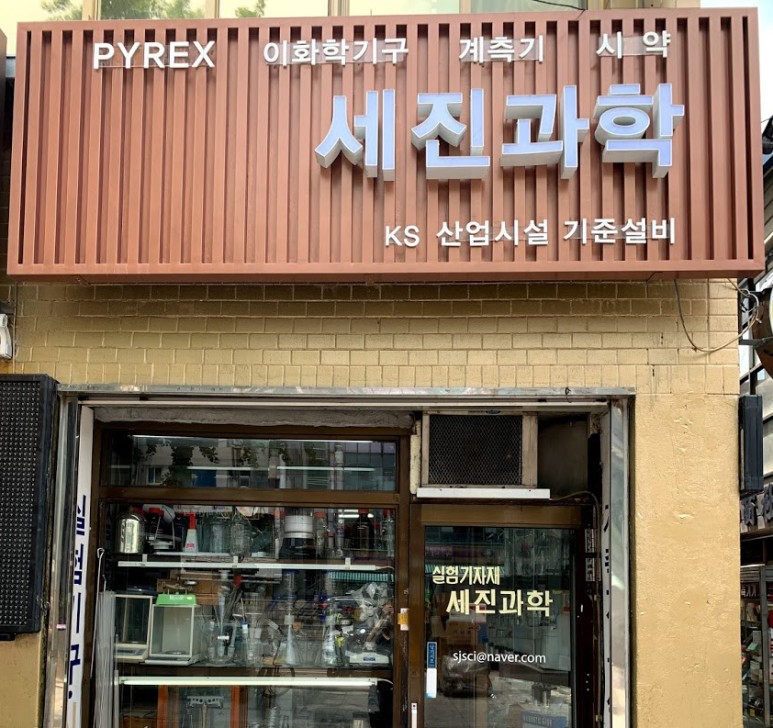 PYREX 이화학기구 계측기 시약
세진과학
KS 산업시설 기준설비
실험기자재
세진과학
sjsci@naver.com